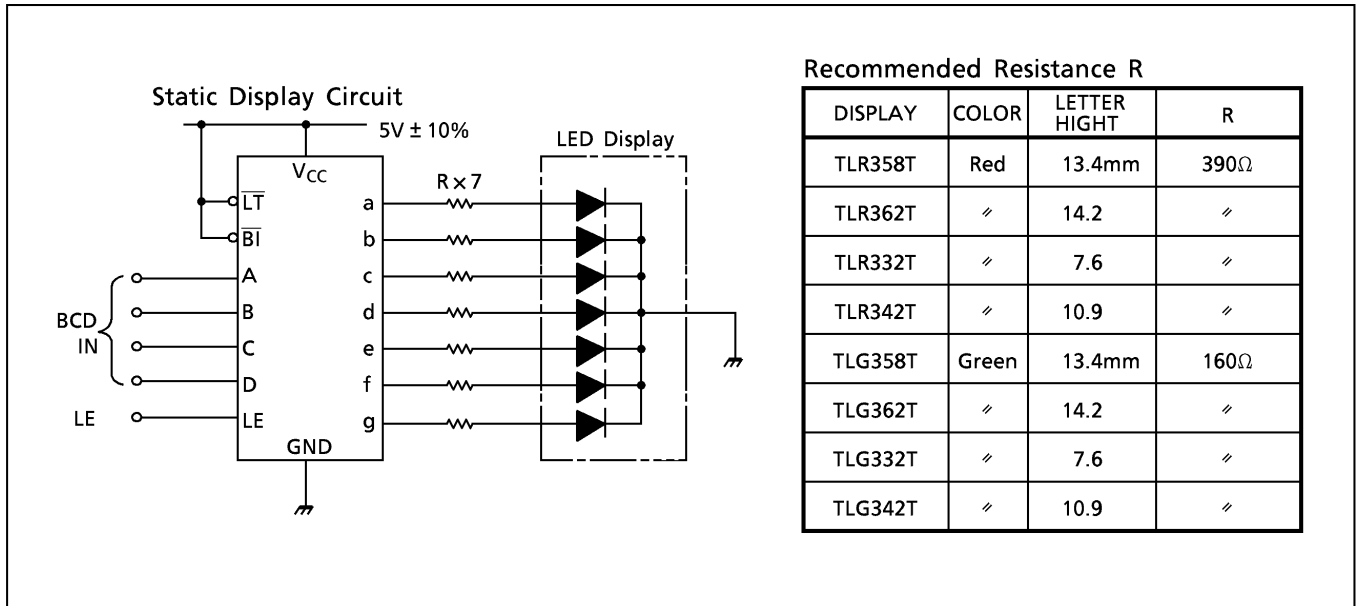 Static Display Circuit
5V ± 10%
VCC
LT
BI
A
B
C
D
LE
GND
a
b
c
d
e
f
g
BCD
IN
LE
R×7
LED Display
Recommended Resistance R
DISPLAY COLOR LETTER HIGHT R
TLR358T Red 13.4mm 390Ω
TLR362T 〃 14.2 〃
TLR332T 〃 7.6 〃
TLR342T 〃 10.9 〃
TLG358T Green 13.4mm 160Ω
TLG362T 〃 14.2 〃
TLG332T 〃 7.6 〃
TLG342T 〃 10.9 〃